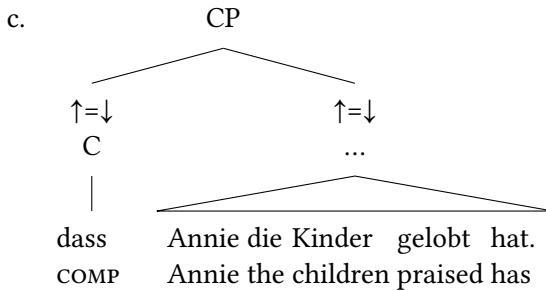 c. CP
↑=↓ ↑=↓
C ...
dass Annie die Kinder gelobt hat.
COMP Annie the children praised has